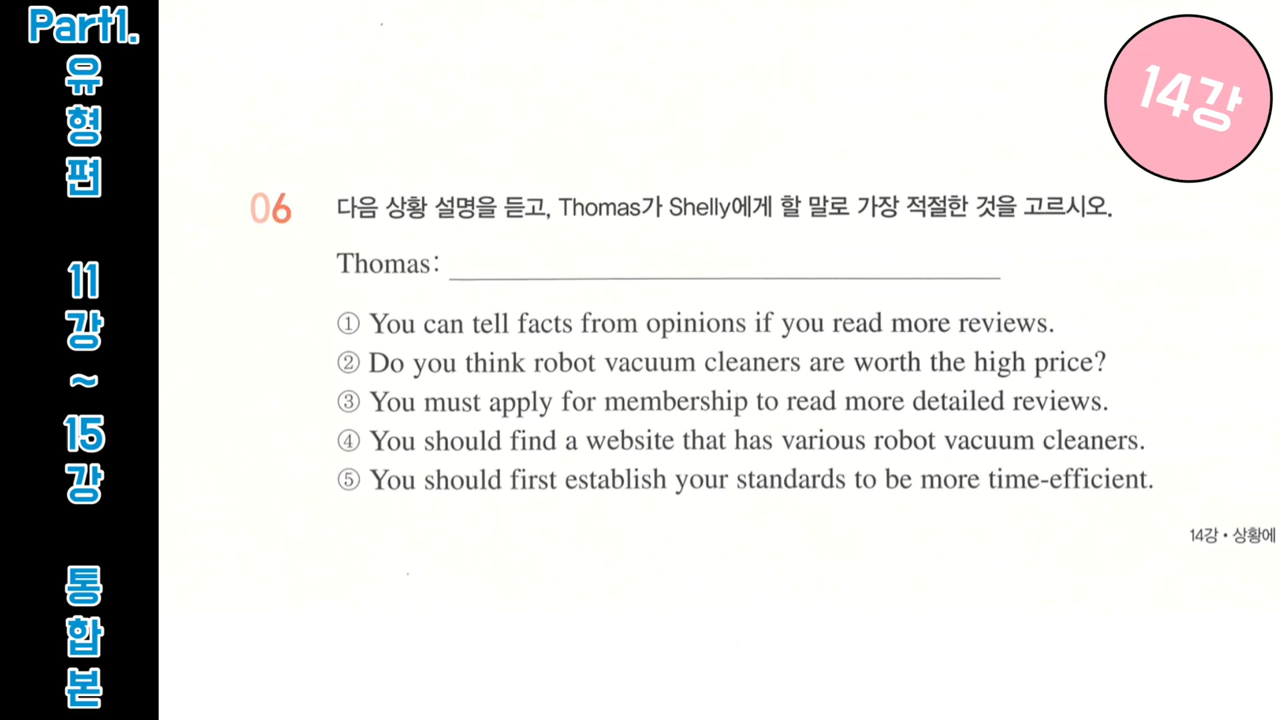 Part1.
유
형
편
11
강
~
15
강
통
합
본
14강
06 다음 상황 설명을 듣고, Thomas가 Shelly에게 할 말로 가장 적절한 것을 고르시오.
Thomas:
① You can tell facts from opinions if you read more reviews.
② Do you think robot vacuum cleaners are worth the high price?
③ You must apply for membership to read more detailed reviews.
④ You should find a website that has various robot vacuum cleaners.
⑤ You should first establish your standards to be more time-efficient.
14강 • 상황에